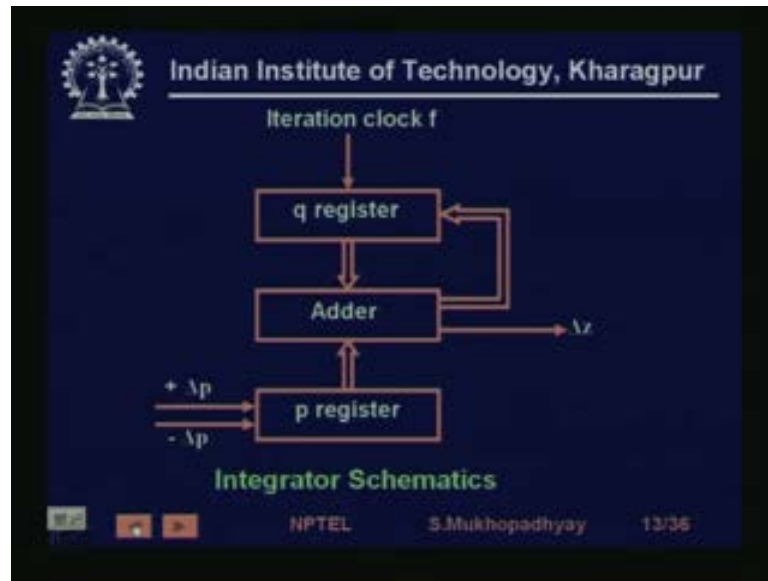 Indian Institute of Technology, Kharagpur
Iteration clock f
q register
Adder
Δz
+ Δp
p register
- Δp
Integrator Schematics
NPTEL S.Mukhopadhyay 13/36